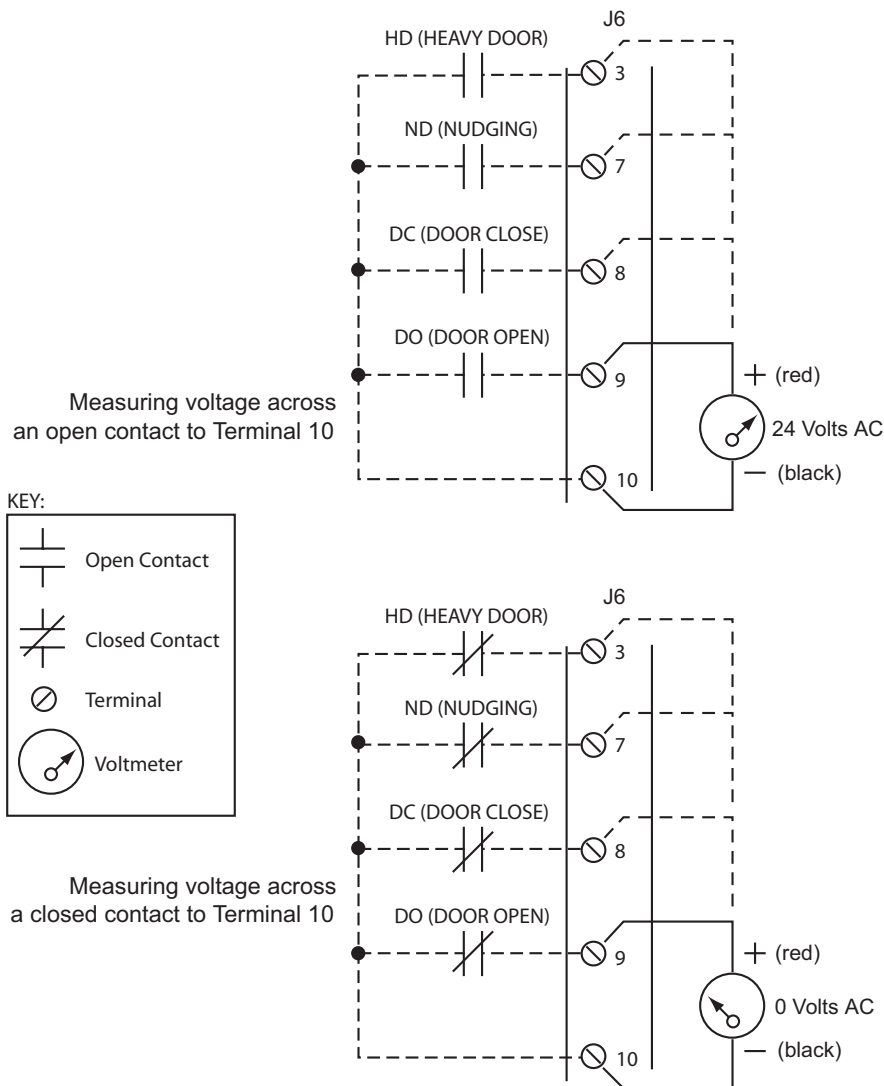 J6
HD (HEAVY DOOR)
3
ND (NUDGING)
7
DC (DOOR CLOSE)
8
DO (DOOR OPEN)
9
+ (red)
Measuring voltage across
an open contact to Terminal 10
24 Volts AC
10
— (black)
KEY:
Open Contact
Closed Contact
Terminal
Voltmeter
J6
HD (HEAVY DOOR)
3
ND (NUDGING)
7
DC (DOOR CLOSE)
8
Measuring voltage across
a closed contact to Terminal 10
DO (DOOR OPEN)
9
+ (red)
0 Volts AC
— (black)
10